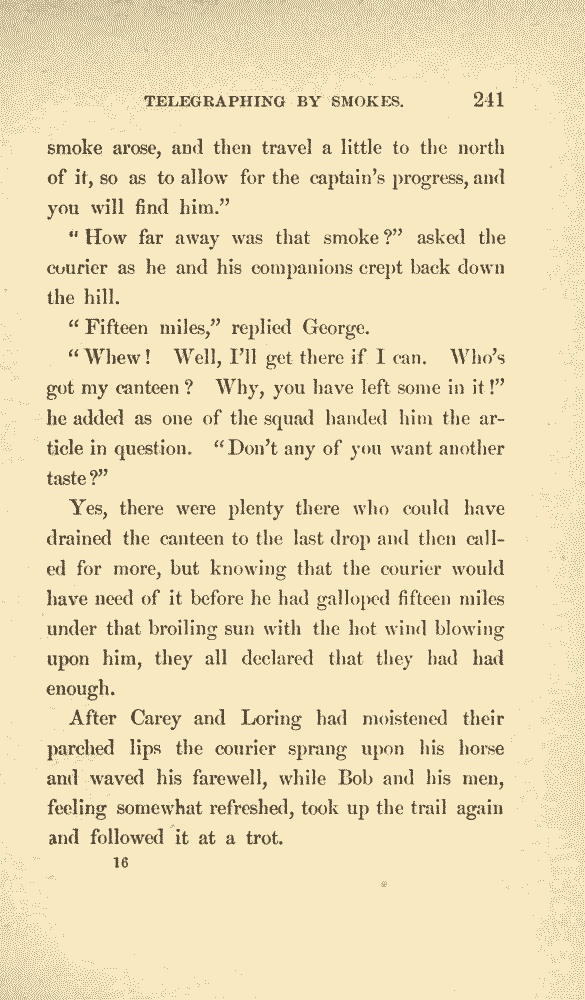 TELEGRAPHING BY SMOKES. 241
smoke arose, and then travel a little to the north
of it, so as to allow for the captain's progress, and
you will find him."
" How far away was that smoke ?" asked the
courier as he and his companions crept back down
the hill.
" Fifteen miles," replied George.
" Whew ! Well, I'll get there if I can. Who's
got my canteen ? Why, you have left some in it !"
he added as one of the squad handed him the ar-
ticle in question. "Don't any of you want another
taste ?"
Yes, there were plenty there who could have
drained the canteen to the last drop and then call-
ed for more, but knowing that the courier would
have need of it before he had galloped fifteen miles
under that broiling sun with the hot wind blowing
upon him, they all declared that they had had
enough.
After Carey and Loring had moistened their
parched lips the courier sprang upon his horse
and waved his farewell, while Bob and his men,
feeling somewhat refreshed, took up the trail again
and followed it at a trot.
16